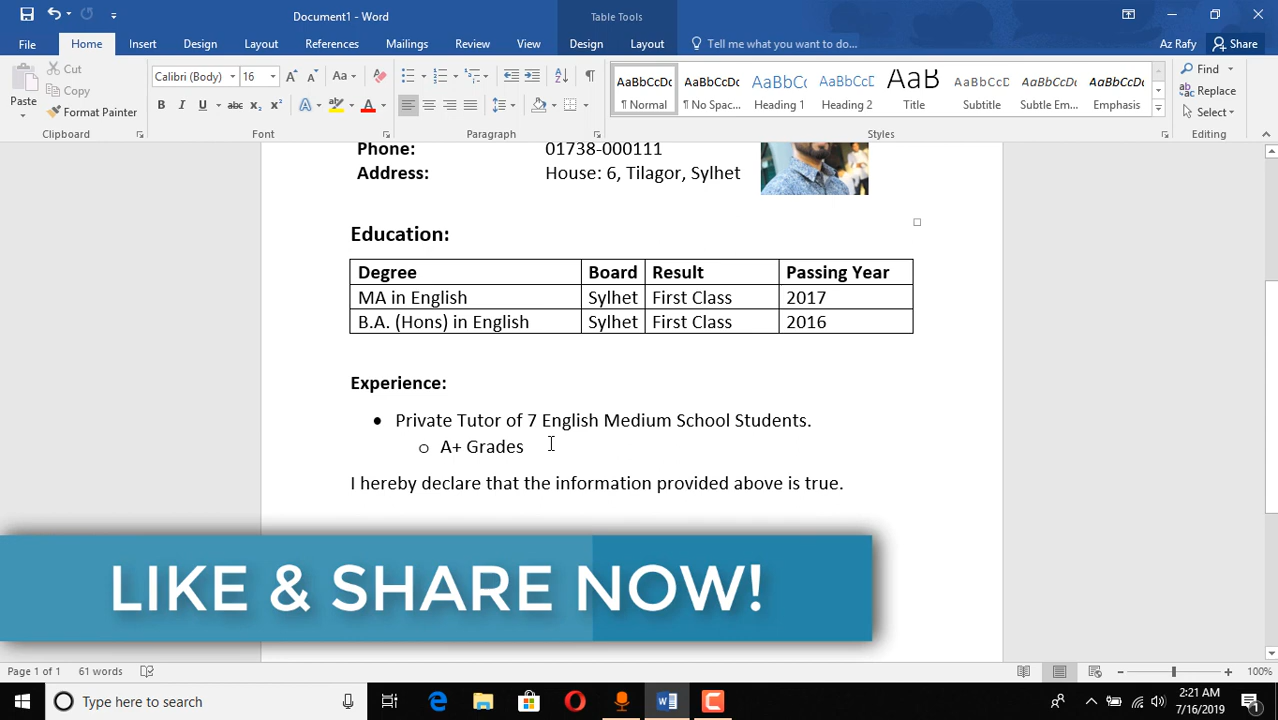 Document1 - Word
Table Tools
File Home Insert Design Layout References Mailings Review View Design Layout Tell me what you want to do... Az Rafy Share
Paste Cut Copy Format Painter
Calibri (Body) 16
AaBbCcDc AaBbCcDc AaBbCc AaBbCcD AaB AaBbCcD AaBbCcDc AaBbCcDc
¶ Normal ¶ No Spac... Heading 1 Heading 2 Title Subtitle Subtle Em... Emphasis
Find Replace Select
Clipboard Font Paragraph Styles Editing
Phone: 01738-000111
Address: House: 6, Tilagor, Sylhet
Education:
Degree Board Result Passing Year
MA in English Sylhet First Class 2017
B.A. (Hons) in English Sylhet First Class 2016
Experience:
• Private Tutor of 7 English Medium School Students.
o A+ Grades
I hereby declare that the information provided above is true.
LIKE & SHARE NOW!
Page 1 of 1 61 words 100%
Type here to search
2:21 AM
7/16/2019